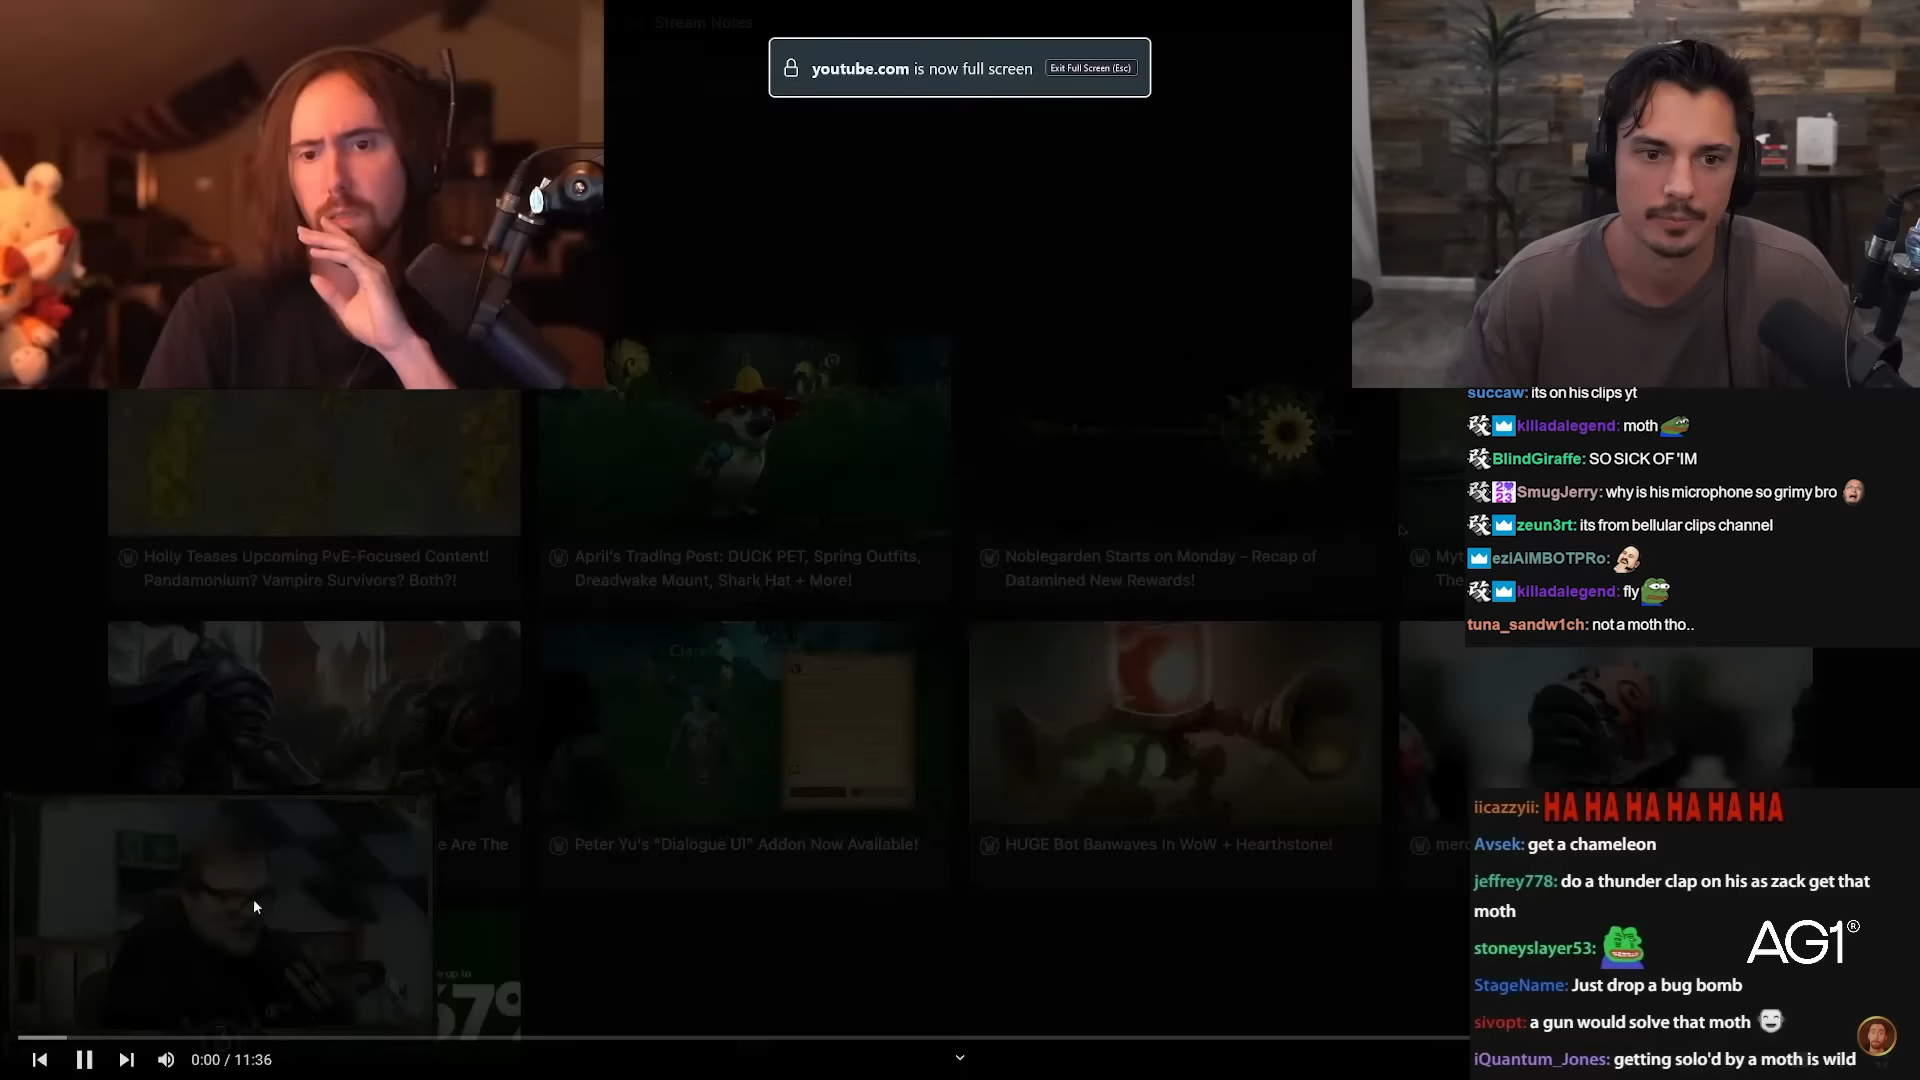 Stream Notes
youtube.com is now full screen Exit Full Screen (Esc)
succaw: its on his clips yt
killadalegend: moth
BlindGiraffe: SO SICK OF 'IM
SmugJerry: why is his microphone so grimy bro
zeun3rt: its from bellular clips channel
eziAiMBOTPRo:
killadalegend: fly
tuna_sandw1ch: not a moth tho..
Holly Teases Upcoming PvE-Focused Content!
Pandamonium? Vampire Survivors? Both?!
April's Trading Post: DUCK PET, Spring Outfits,
Dreadwake Mount, Shark Hat + More!
Noblegarden Starts on Monday - Recap of
Datamined New Rewards!
Myt
The
e Are The
Peter Yu's "Dialogue UI" Addon Now Available!
HUGE Bot Banwaves In WoW + Hearthstone!
merc
iicazzyii: HA HA HA HA HA HA
Avsek: get a chameleon
jeffrey778: do a thunder clap on his as zack get that
moth
stoneyslayer53:
AG1®
StageName: Just drop a bug bomb
sivopt: a gun would solve that moth
iQuantum_Jones: getting solo'd by a moth is wild
0:00 / 11:36